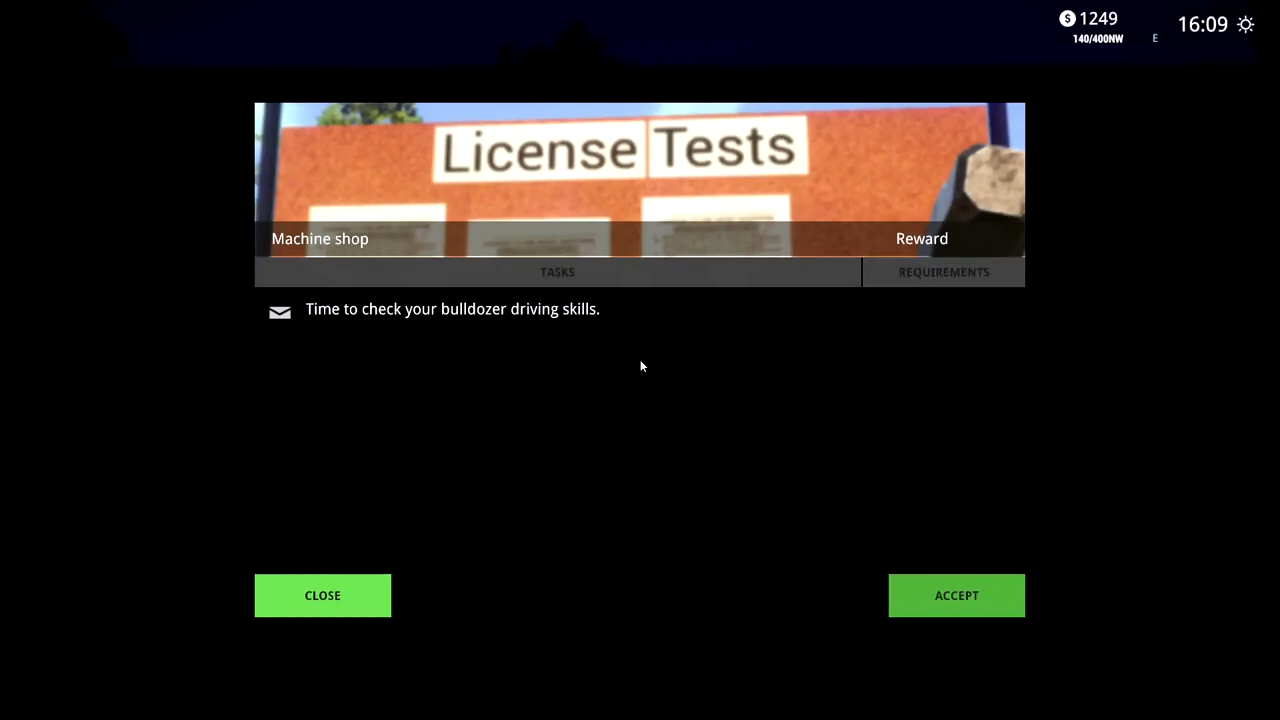 1249
140/400NW
E
16:09
License Tests
Machine shop
Reward
TASKS
REQUIREMENTS
Time to check your bulldozer driving skills.
CLOSE
ACCEPT